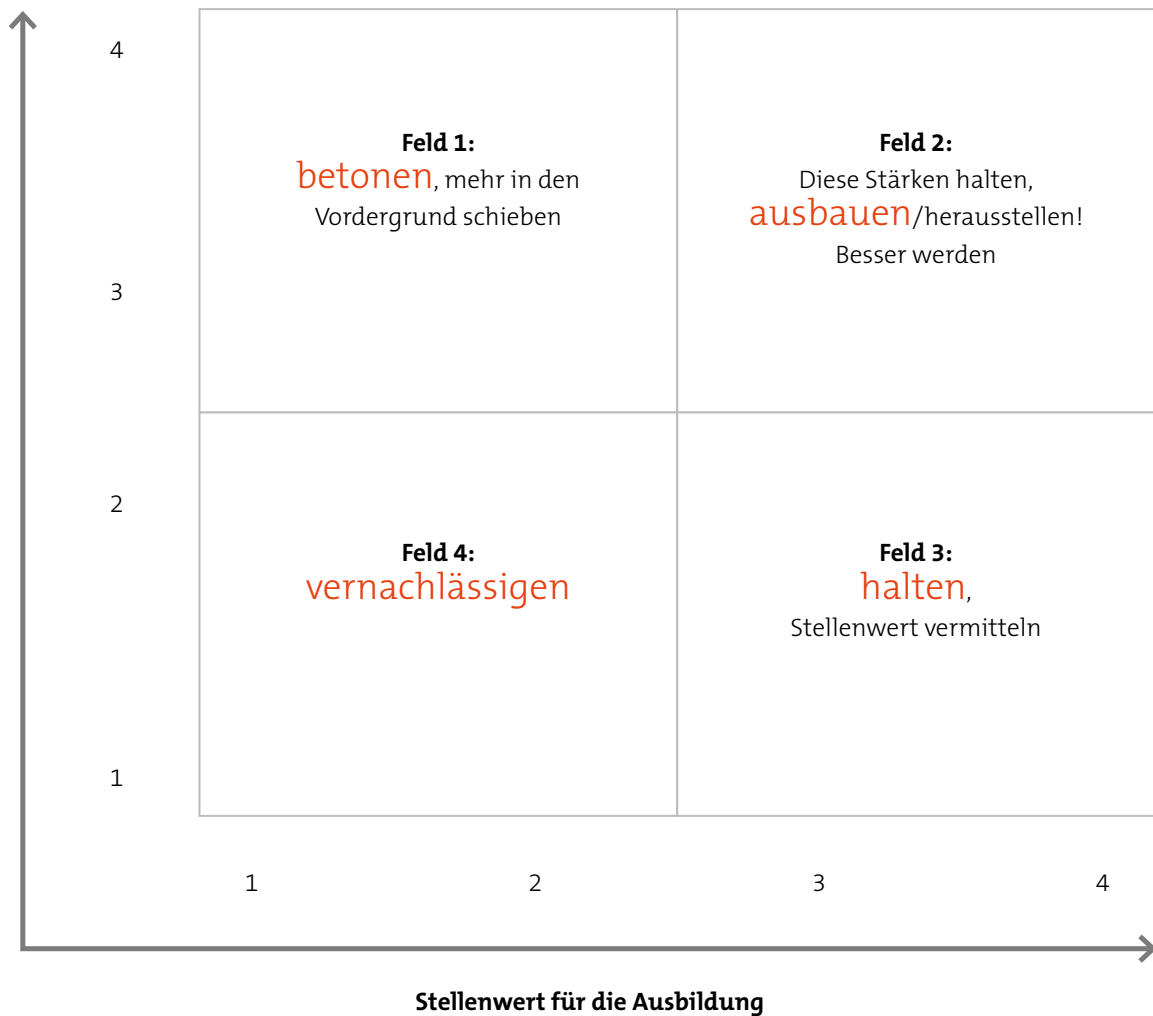 4
Feld 1:
betonen, mehr in den
Vordergrund schieben
Feld 2:
Diese Stärken halten,
ausbauen/herausstellen!
Besser werden
3
2
Feld 4:
vernachlässigen
Feld 3:
halten,
Stellenwert vermitteln
1
1 2 3 4
Stellenwert für die Ausbildung